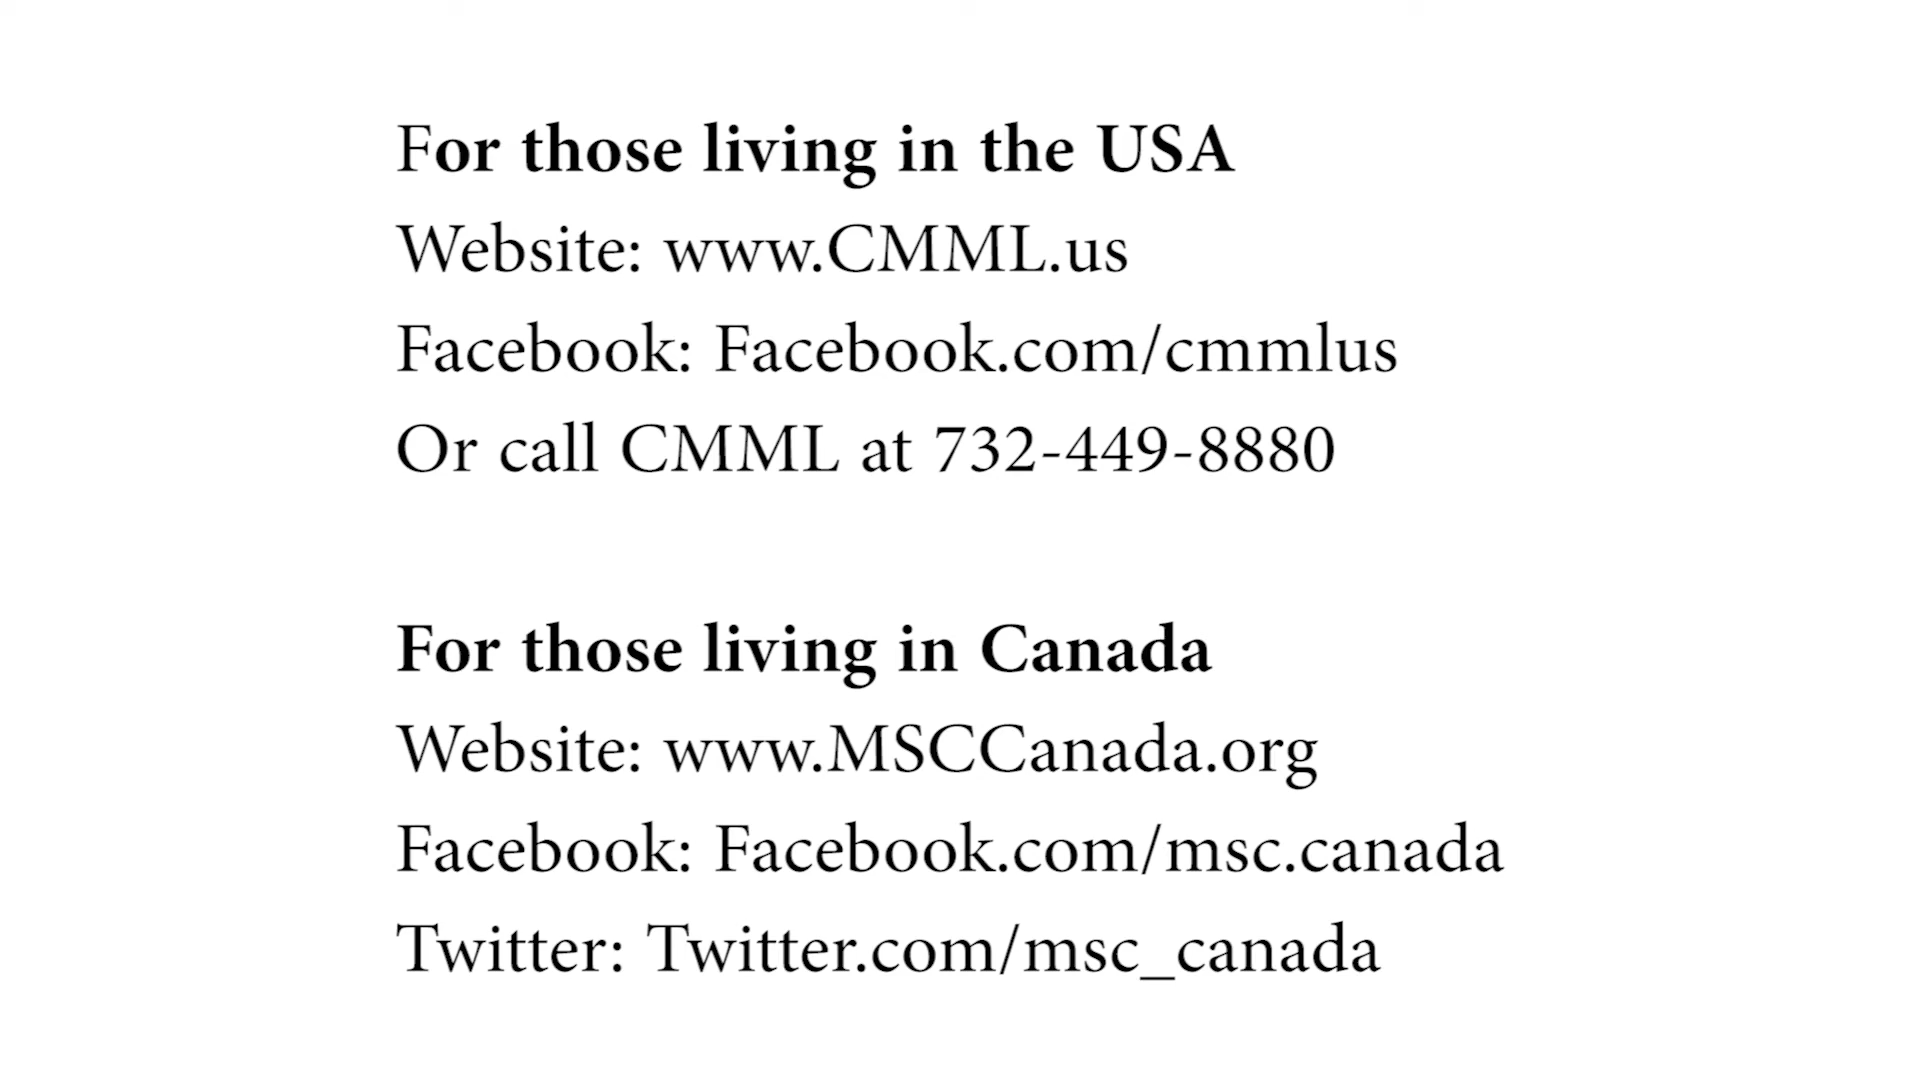 For those living in the USA
Website: www.CMML.us
Facebook: Facebook.com/cmmlus
Or call CMML at 732-449-8880
For those living in Canada
Website: www.MSCCanada.org
Facebook: Facebook.com/msc.canada
Twitter: Twitter.com/msc_canada